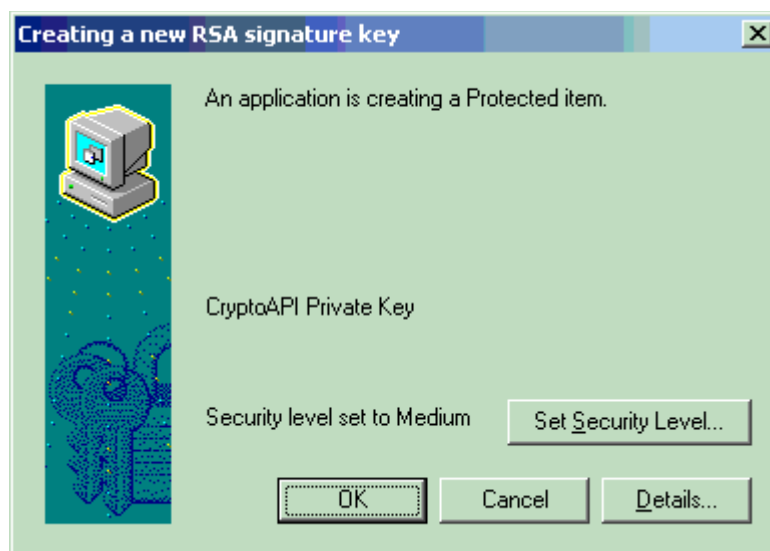 Creating a new RSA signature key
An application is creating a Protected item.
CryptoAPI Private Key
Security level set to Medium
Set Security Level...
OK
Cancel
Details...